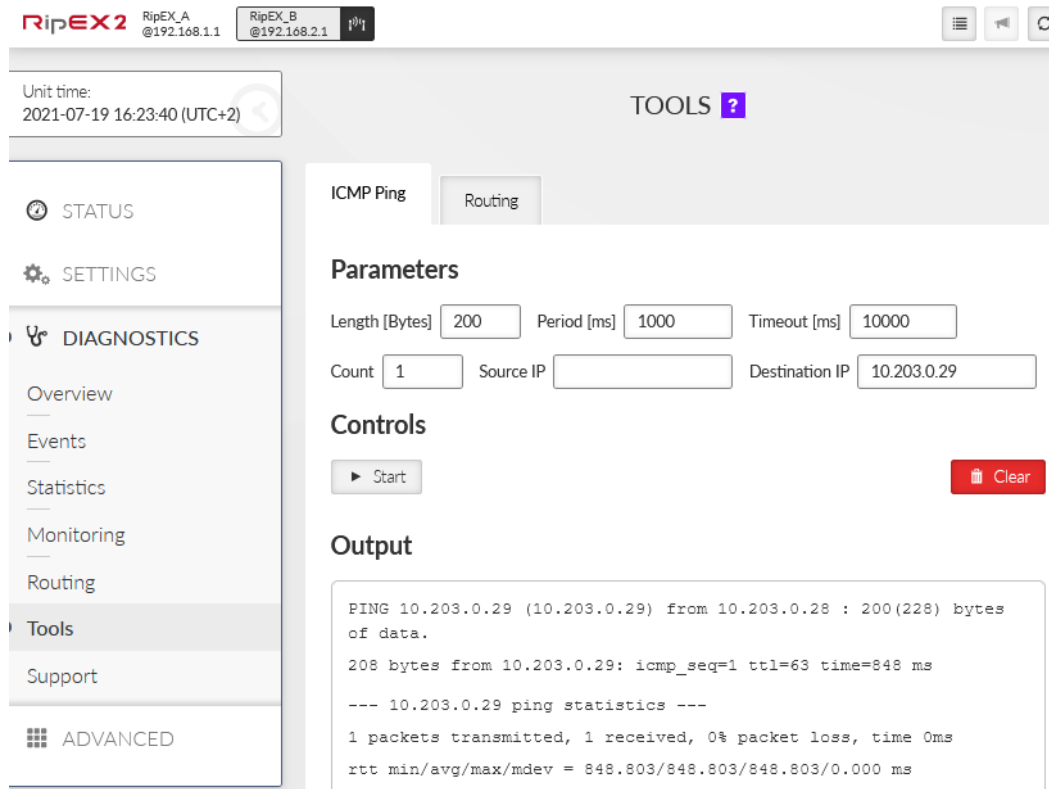 RipEX2
RipEX_A
@192.168.1.1
RipEX_B
@192.168.2.1
Unit time:
2021-07-19 16:23:40 (UTC+2)
TOOLS ?
STATUS
SETTINGS
DIAGNOSTICS
Overview
Events
Statistics
Monitoring
Routing
Tools
Support
ADVANCED
ICMP Ping
Routing
Parameters
Length [Bytes] 200 Period [ms] 1000 Timeout [ms] 10000
Count 1 Source IP Destination IP 10.203.0.29
Controls
Start Clear
Output
PING 10.203.0.29 (10.203.0.29) from 10.203.0.28 : 200(228) bytes
of data.
208 bytes from 10.203.0.29: icmp_seq=1 ttl=63 time=848 ms
--- 10.203.0.29 ping statistics ---
1 packets transmitted, 1 received, 0% packet loss, time 0ms
rtt min/avg/max/mdev = 848.803/848.803/848.803/0.000 ms